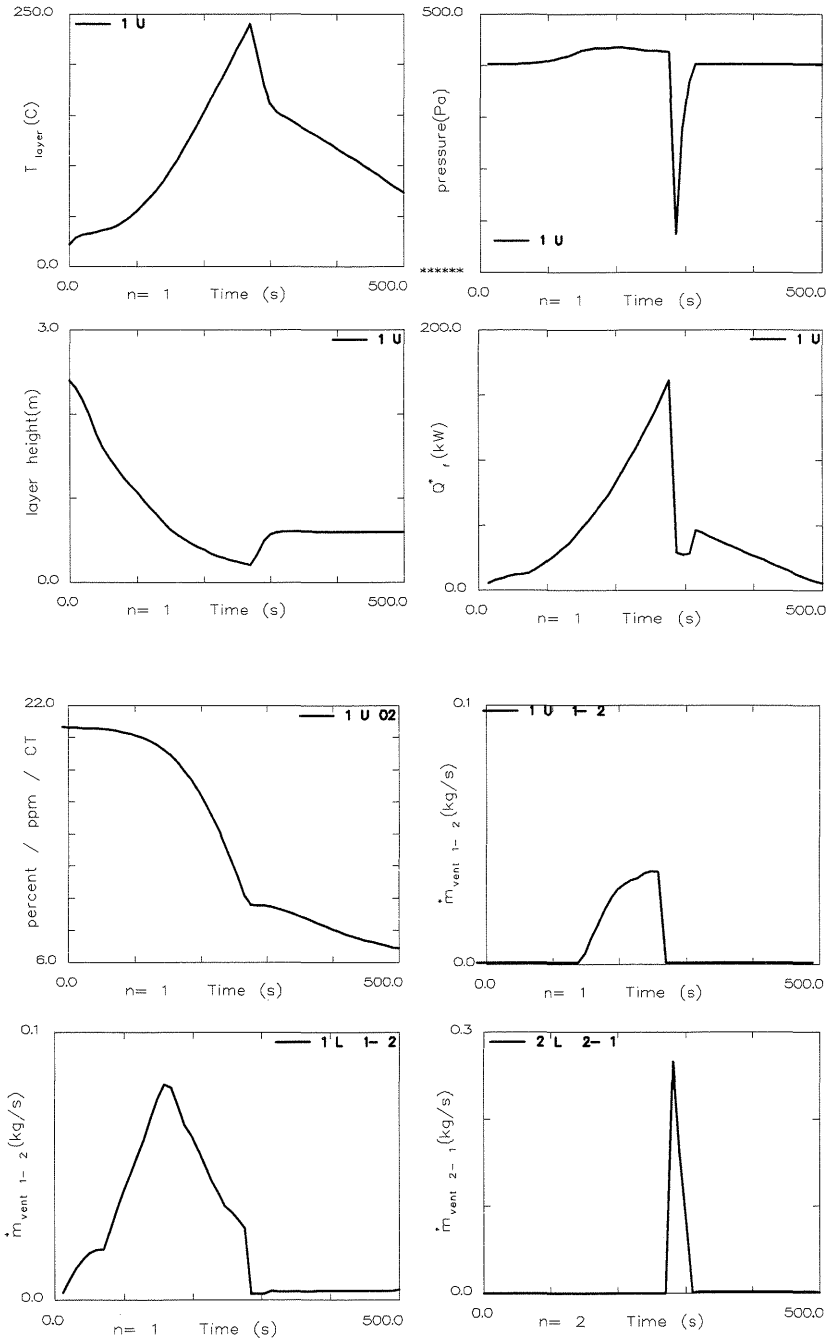 250.0
1 U
T layer (C)
0.0
0.0
500.0
n= 1 Time (s)
500.0
pressure(Pa)
1 U
******
0.0
500.0
n= 1 Time (s)
3.0
1 U
layer height(m)
0.0
0.0
500.0
n= 1 Time (s)
200.0
1 U
Q* f (kW)
0.0
0.0
500.0
n= 1 Time (s)
22.0
1 U O2
percent / ppm / CT
6.0
0.0
500.0
n= 1 Time (s)
0.1
1 U 1- 2
m* vent 1- 2 (kg/s)
0.0
0.0
500.0
n= 1 Time (s)
0.1
1 L 1- 2
m* vent 1- 2 (kg/s)
0.0
0.0
500.0
n= 1 Time (s)
0.3
2 L 2- 1
m* vent 2- 1 (kg/s)
0.0
0.0
500.0
n= 2 Time (s)